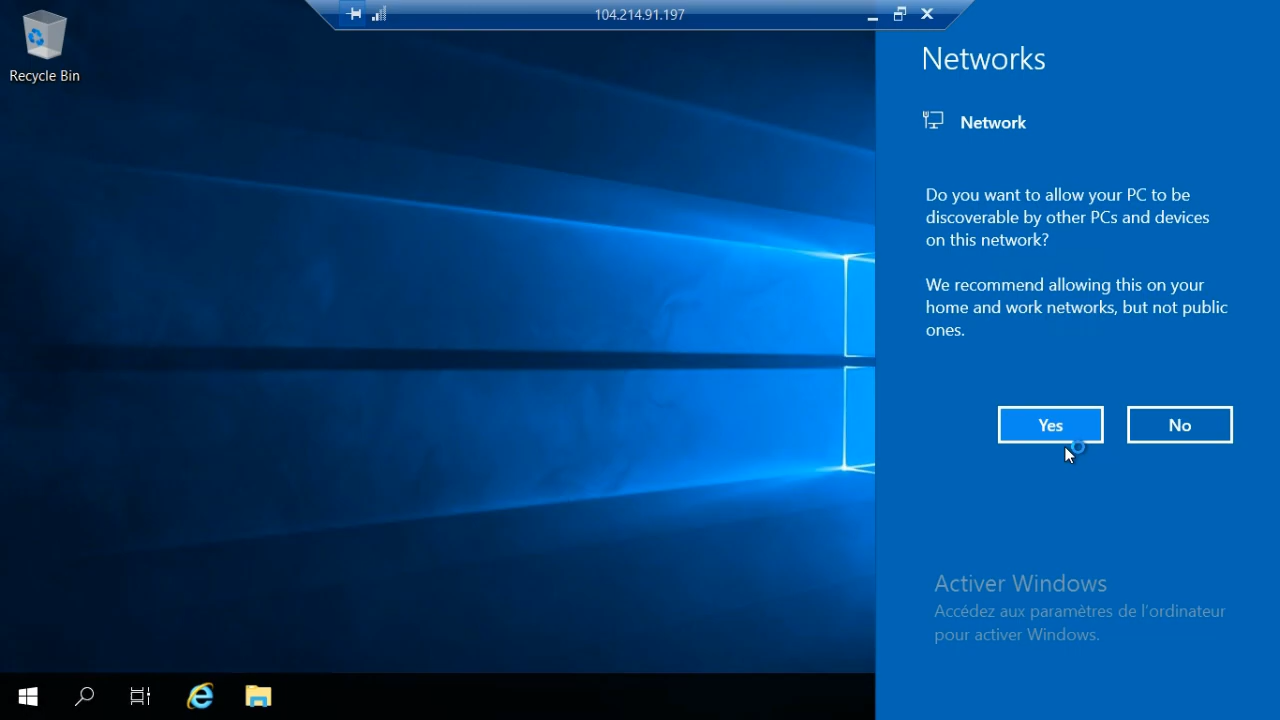 104.214.91.197
Recycle Bin
Networks
Network
Do you want to allow your PC to be
discoverable by other PCs and devices
on this network?
We recommend allowing this on your
home and work networks, but not public
ones.
Yes
No
Activer Windows
Accédez aux paramètres de l'ordinateur
pour activer Windows.